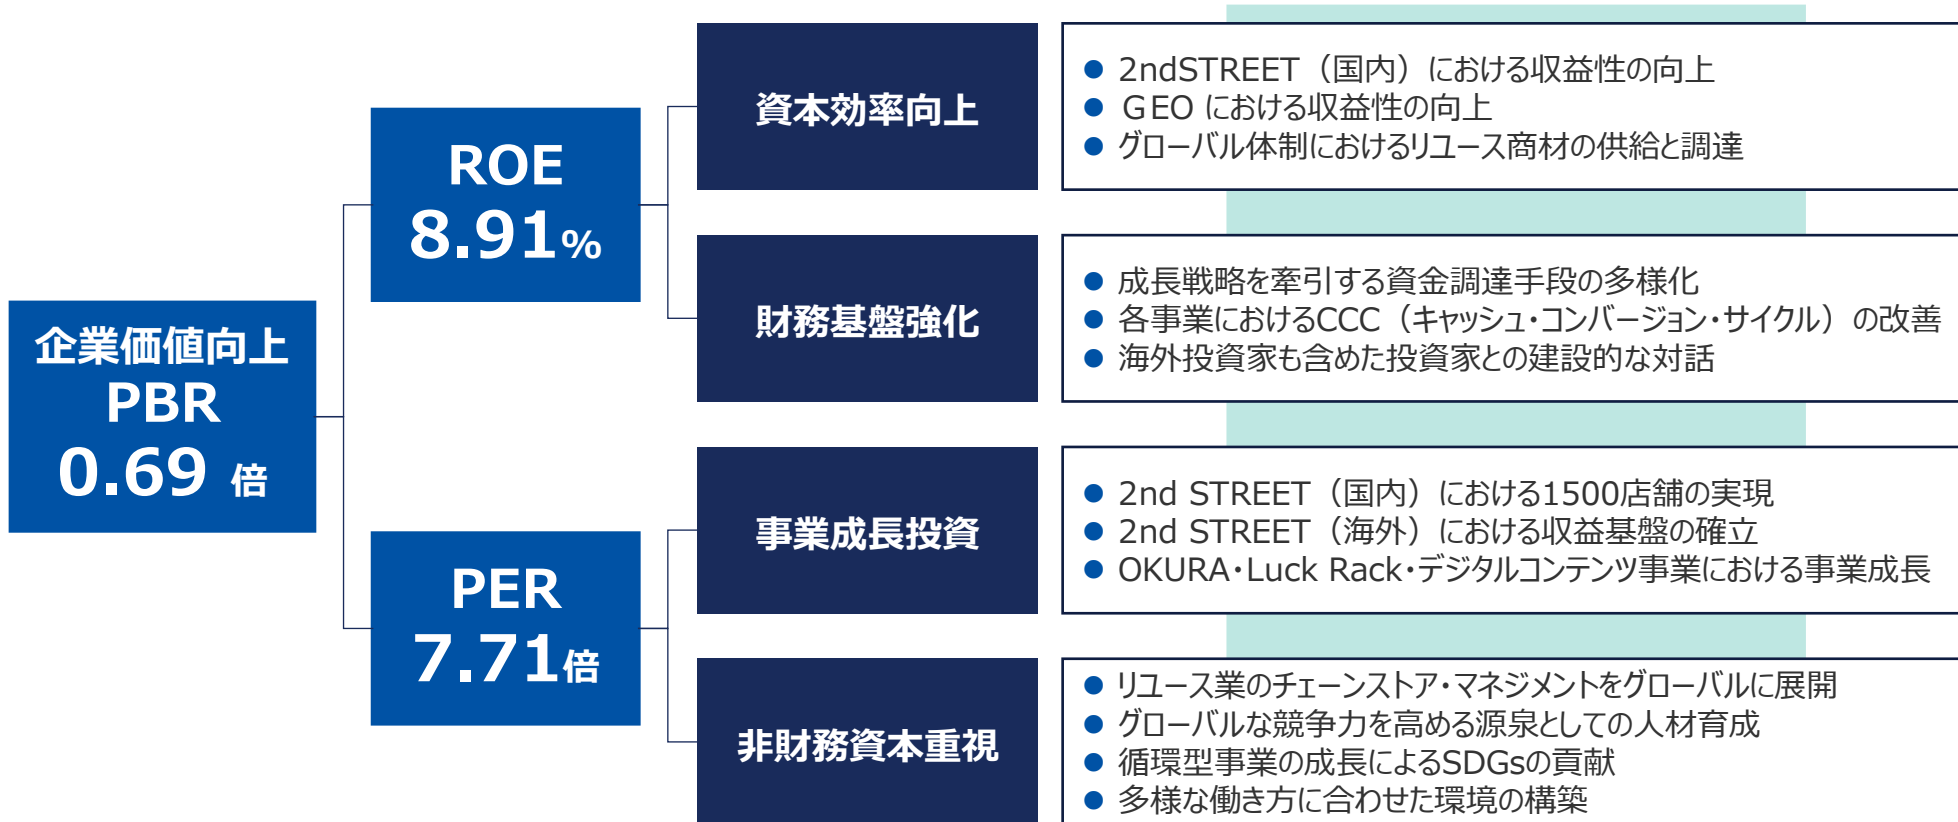 企業価値向上
PBR
0.69 倍
ROE
8.91%
PER
7.71倍
資本効率向上
● 2ndSTREET（国内）における収益性の向上
● ＧEO における収益性の向上
● グローバル体制におけるリユース商材の供給と調達
財務基盤強化
● 成長戦略を牽引する資金調達手段の多様化
● 各事業におけるCCC（キャッシュ・コンバージョン・サイクル）の改善
● 海外投資家も含めた投資家との建設的な対話
事業成長投資
● 2nd STREET（国内）における1500店舗の実現
● 2nd STREET（海外）における収益基盤の確立
● OKURA・Luck Rack・デジタルコンテンツ事業における事業成長
非財務資本重視
● リユース業のチェーンストア・マネジメントをグローバルに展開
● グローバルな競争力を高める源泉としての人材育成
● 循環型事業の成長によるSDGsの貢献
● 多様な働き方に合わせた環境の構築